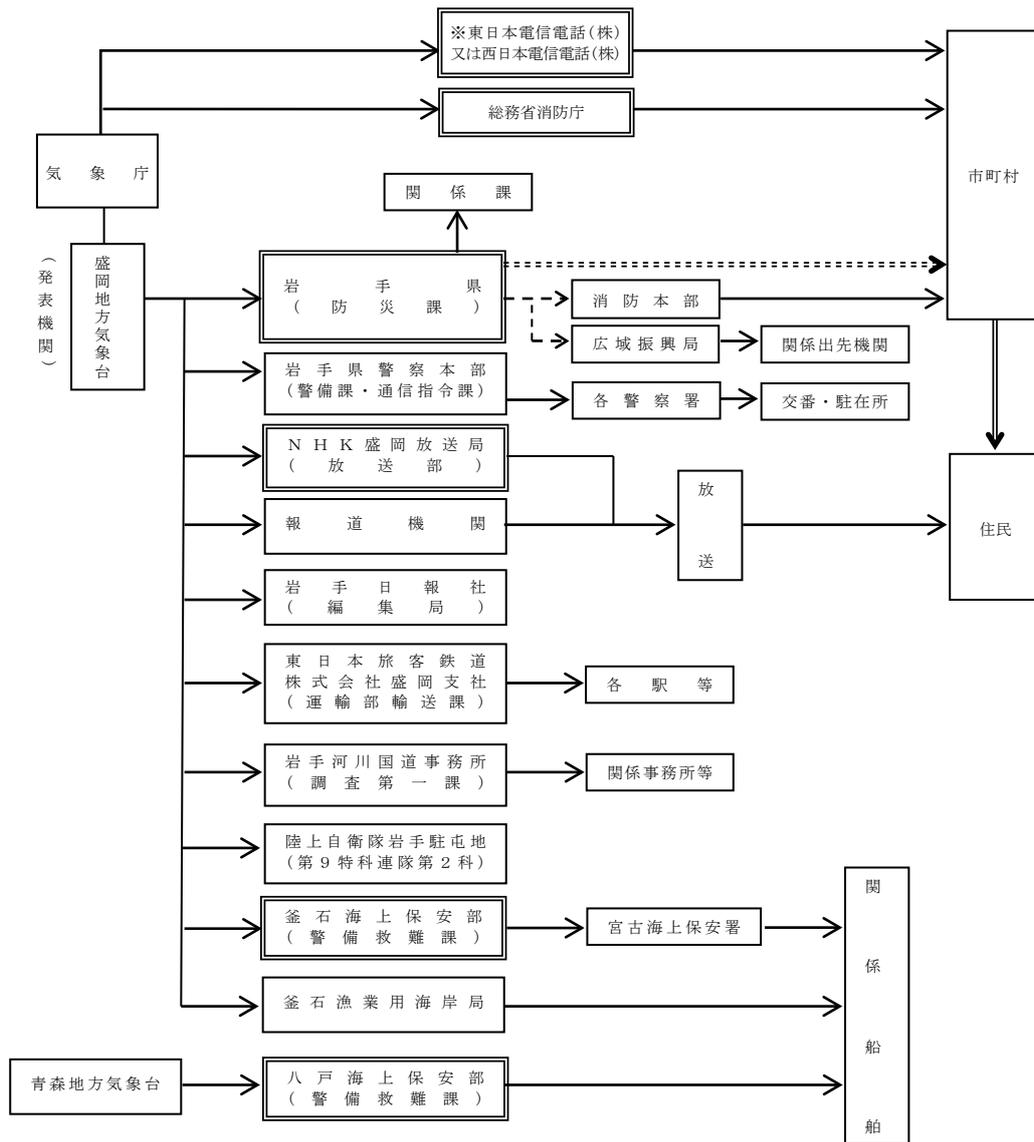 ※東日本電信電話(株)
又は西日本電信電話(株)
総務省消防庁
気象庁
市町村
関係課
(発表機関)
盛岡地方気象台
岩手県
(防災課)
消防本部
広域振興局
関係出先機関
岩手県警察本部
(警備課・通信指令課)
各警察署
交番・駐在所
NHK盛岡放送局
(放送部)
放送
住民
報道機関
岩手日報社
(編集局)
東日本旅客鉄道
株式会社盛岡支社
(運輸部輸送課)
各駅等
岩手河川国道事務所
(調査第一課)
関係事務所等
陸上自衛隊岩手駐屯地
(第9特科連隊第2科)
関係船舶
釜石海上保安部
(警備救難課)
宮古海上保安署
釜石漁業用海岸局
青森地方気象台
八戸海上保安部
(警備救難課)